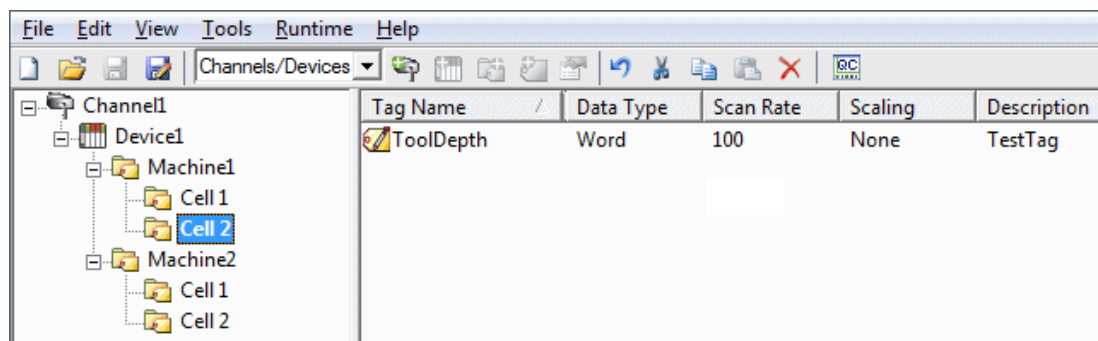 File Edit View Tools Runtime Help
Channels/Devices QC
Channel1
Device1
Machine1
Cell 1
Cell 2
Machine2
Cell 1
Cell 2
Tag Name Data Type Scan Rate Scaling Description
ToolDepth Word 100 None TestTag